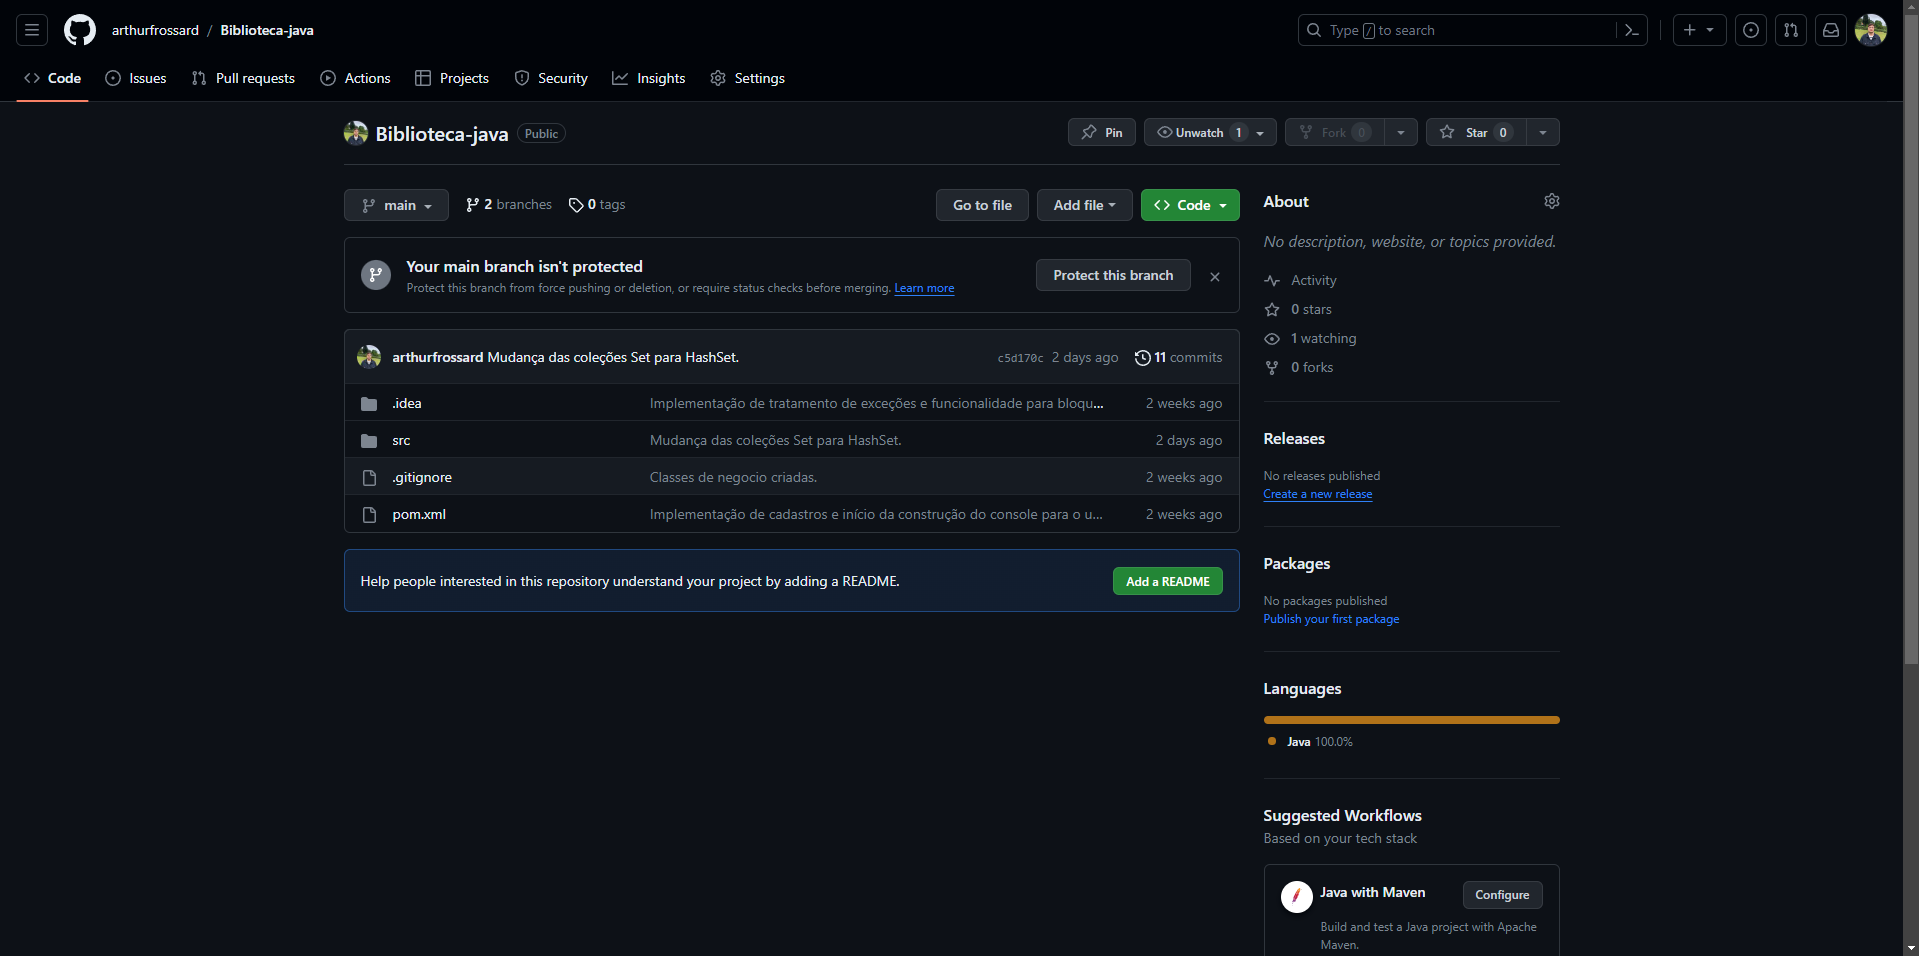 arthurfrossard / Biblioteca-java
Type / to search
Code Issues Pull requests Actions Projects Security Insights Settings
Biblioteca-java Public
Pin Unwatch 1 Fork 0 Star 0
main 2 branches 0 tags Go to file Add file Code
Your main branch isn't protected
Protect this branch from force pushing or deletion, or require status checks before merging. Learn more
Protect this branch
arthurfrossard Mudança das coleções Set para HashSet. c5d170c 2 days ago 11 commits
.idea Implementação de tratamento de exceções e funcionalidade para bloqu... 2 weeks ago
src Mudança das coleções Set para HashSet. 2 days ago
.gitignore Classes de negocio criadas. 2 weeks ago
pom.xml Implementação de cadastros e início da construção do console para o u... 2 weeks ago
Help people interested in this repository understand your project by adding a README. Add a README
About
No description, website, or topics provided.
Activity
0 stars
1 watching
0 forks
Releases
No releases published
Create a new release
Packages
No packages published
Publish your first package
Languages
Java 100.0%
Suggested Workflows
Based on your tech stack
Java with Maven Configure
Build and test a Java project with Apache
Maven.